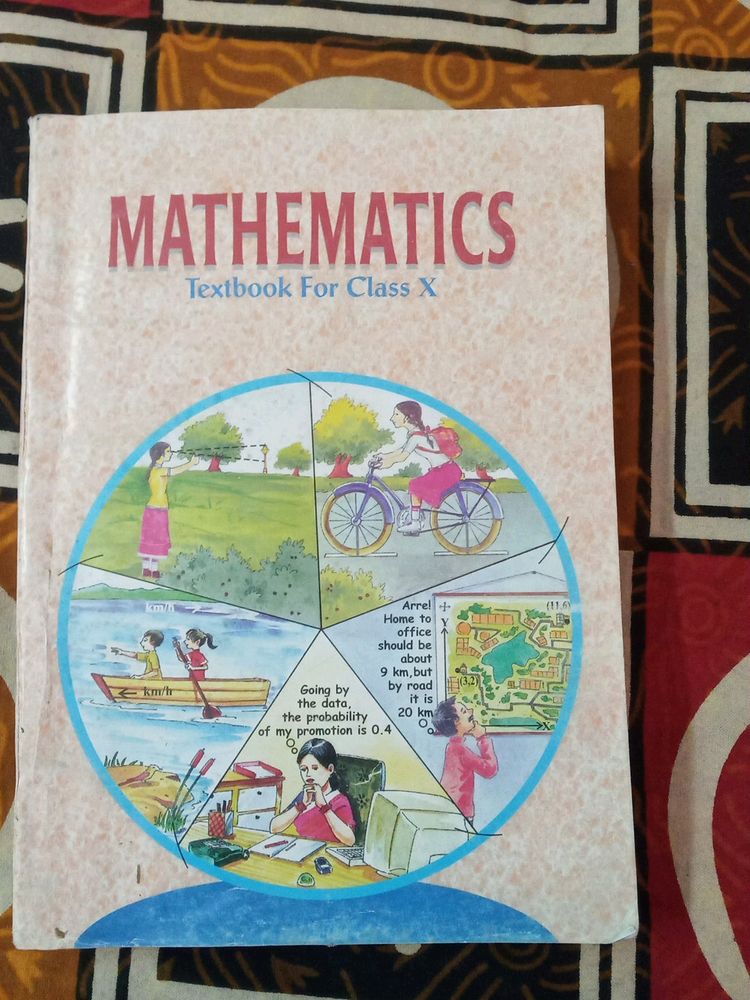 MATHEMATICS
Textbook For Class X
km/h
km/h
Arre!
Home to
office
should be
about
9 km,but
by road
it is
20 km
(11,6)
Y
(3,2)
X
Going by
the data,
the probability
of my promotion is 0.4